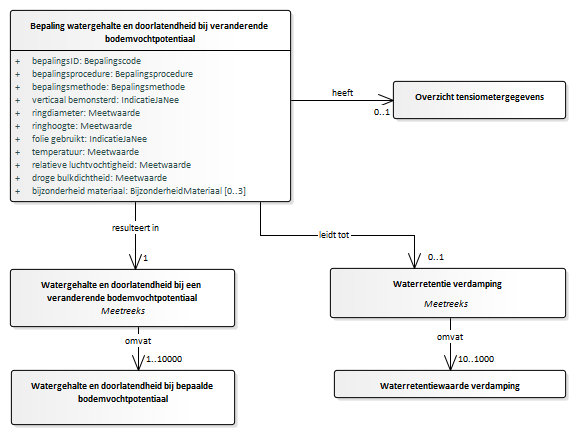 Bepaling watergehalte en doorlatendheid bij veranderende
bodemvochtpotentiaal
+ bepalingsID: Bepalingscode
+ bepalingsprocedure: Bepalingsprocedure
+ bepalingsmethode: Bepalingsmethode
+ verticaal bemonsterd: IndicatieJaNee
+ ringdiameter: Meetwaarde
+ ringhoogte: Meetwaarde
+ folie gebruikt: IndicatieJaNee
+ temperatuur: Meetwaarde
+ relatieve luchtvochtigheid: Meetwaarde
+ droge bulkdichtheid: Meetwaarde
+ bijzonderheid materiaal: BijzonderheidMateriaal [0..3]
heeft
0..1
Overzicht tensiometergegevens
resulteert in
1
leidt tot
0..1
Watergehalte en doorlatendheid bij een
veranderende bodemvochtpotentiaal
Meetreeks
Waterretentie verdamping
Meetreeks
omvat
1..10000
omvat
10..1000
Watergehalte en doorlatendheid bij bepaalde
bodemvochtpotentiaal
Waterretentiewaarde verdamping